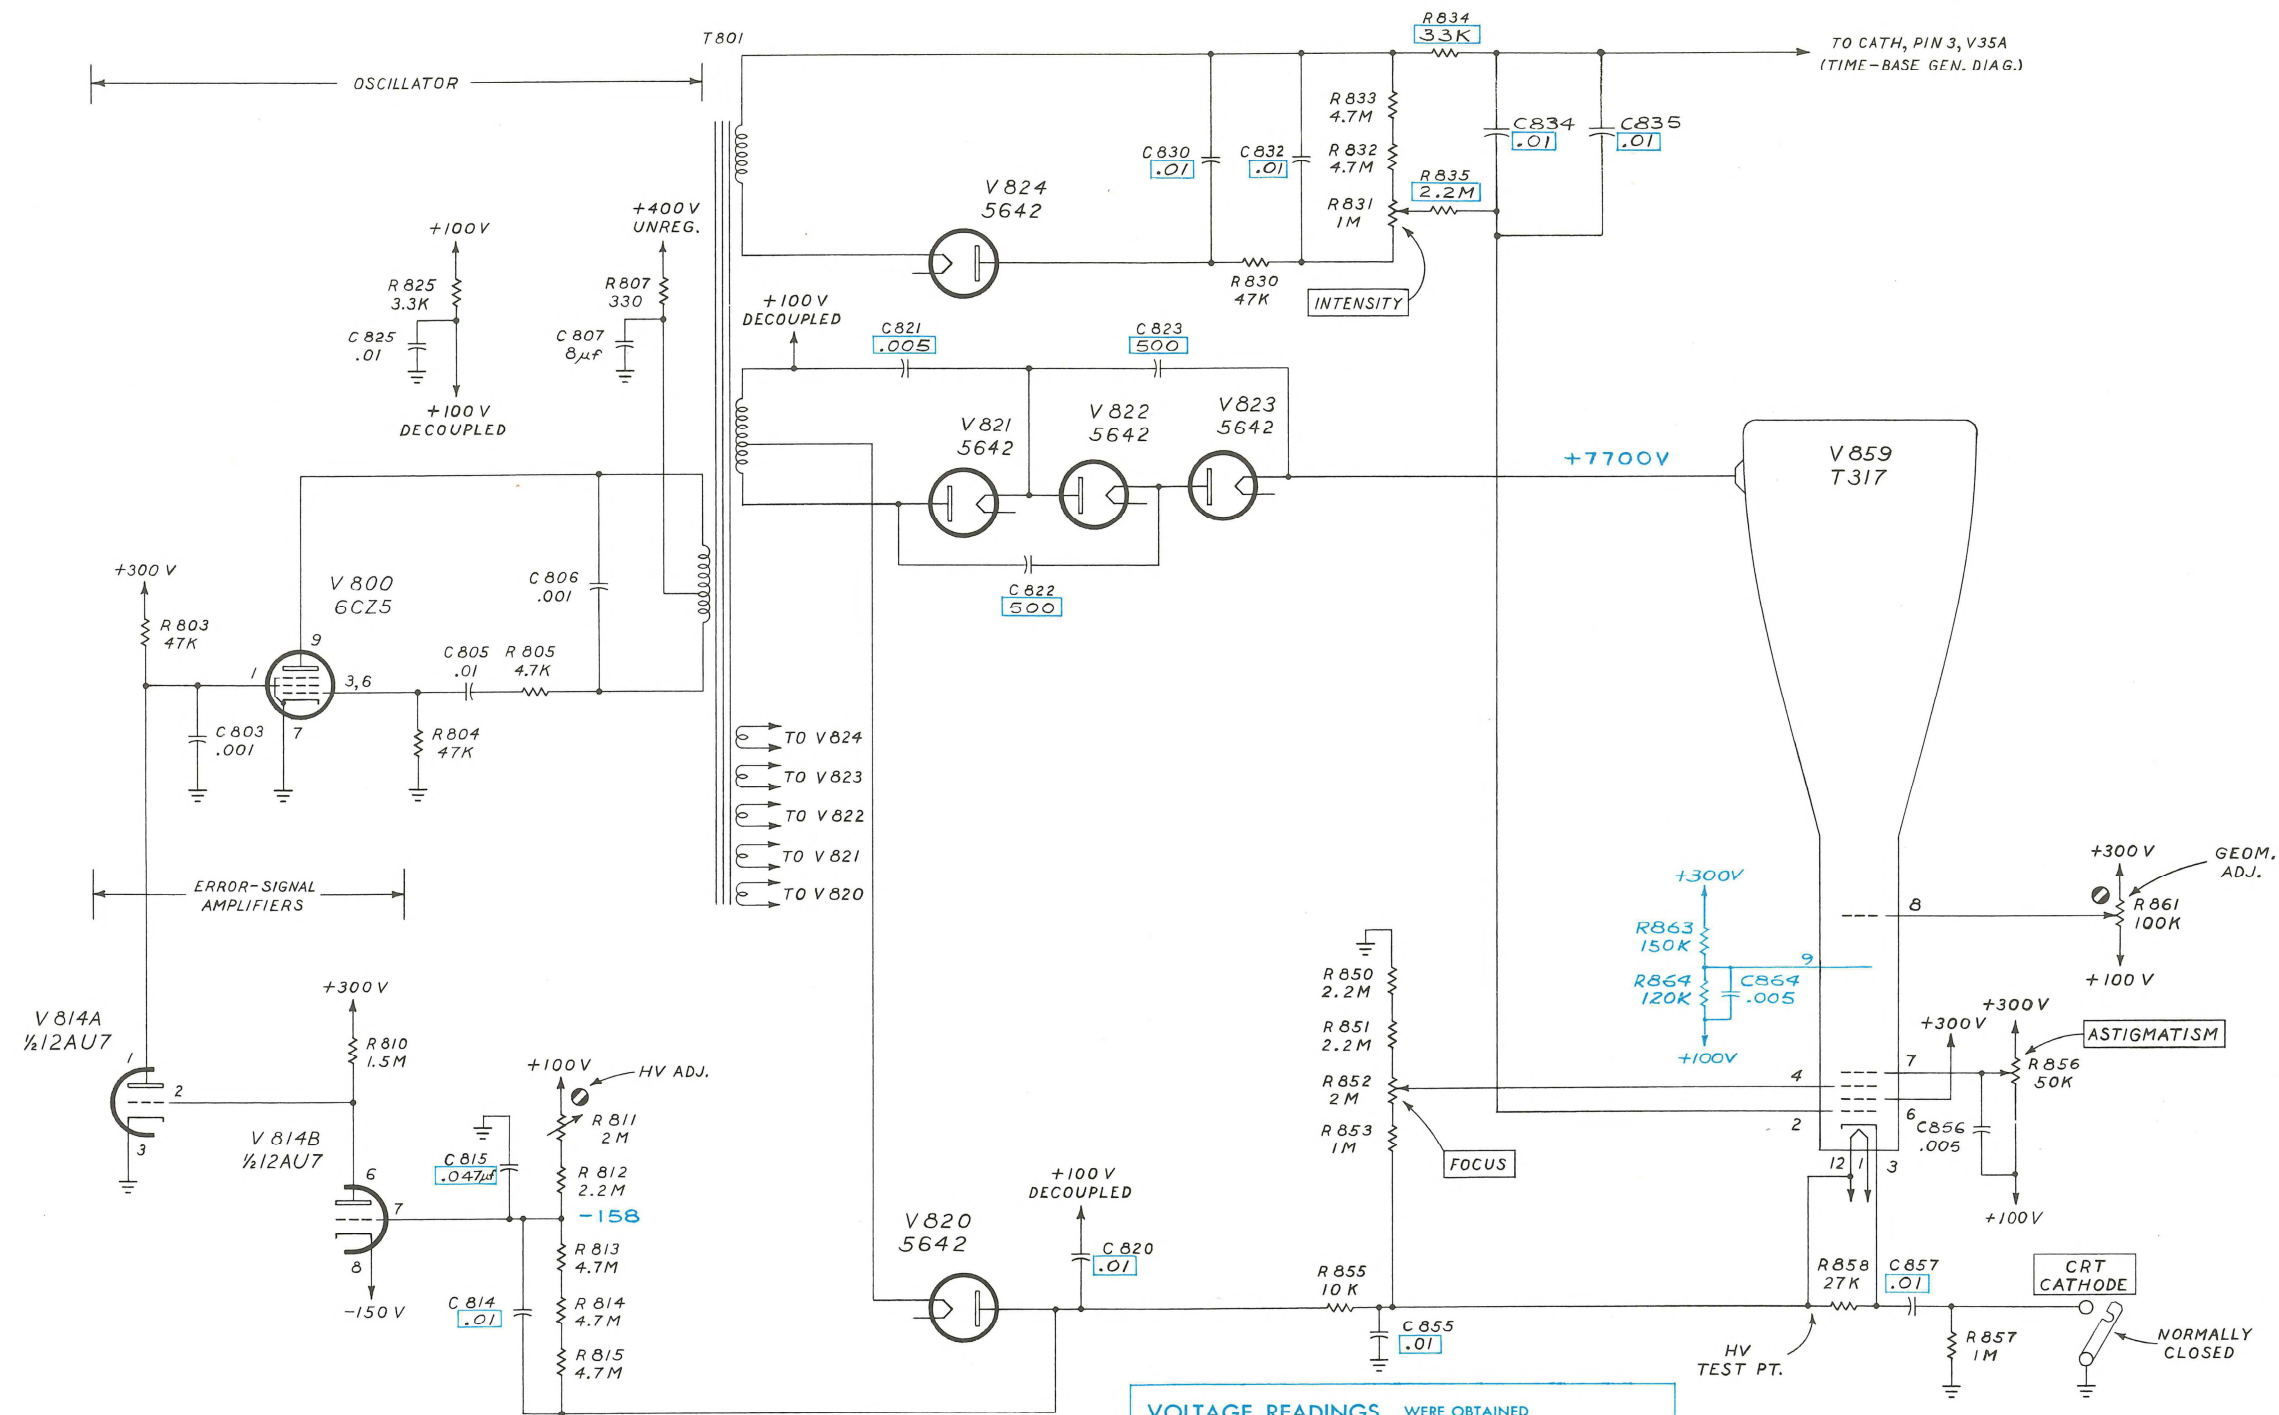 T801
OSCILLATOR
R834
33K
TO CATH, PIN 3, V35A
(TIME-BASE GEN. DIAG.)
R833
4.7M
C830
.01
C832
.01
R832
4.7M
C834
.01
C835
.01
R835
2.2M
R831
1M
V824
5642
R830
47K
INTENSITY
+100V
R825
3.3K
C825
.01
+100V
DECOUPLED
+400V
UNREG.
R807
330
C807
8µf
+100V
DECOUPLED
C821
.005
C823
500
V821
5642
V822
5642
V823
5642
C822
500
+7700V
V859
T317
+300V
R803
47K
V800
6CZ5
9
1
3,6
7
C803
.001
R804
47K
C805
.01
R805
4.7K
C806
.001
TO V824
TO V823
TO V822
TO V821
TO V820
ERROR-SIGNAL
AMPLIFIERS
V814A
½12AU7
1
2
3
+300V
R810
1.5M
V814B
½12AU7
6
7
8
-150V
+100V
HV ADJ.
R811
2M
C815
.047µf
R812
2.2M
-158
R813
4.7M
C814
.01
R814
4.7M
R815
4.7M
V820
5642
+100V
DECOUPLED
C820
.01
R850
2.2M
R851
2.2M
R852
2M
R853
1M
FOCUS
R855
10K
C855
.01
+300V
R863
150K
9
R864
120K
C864
.005
+100V
8
+300V
GEOM.
ADJ.
R861
100K
+100V
+300V
+300V
ASTIGMATISM
7
4
R856
50K
6
2
C856
.005
12
1
3
+100V
R858
27K
C857
.01
CRT
CATHODE
R857
1M
NORMALLY
CLOSED
HV
TEST PT.
VOLTAGE READINGS WERE OBTAINED